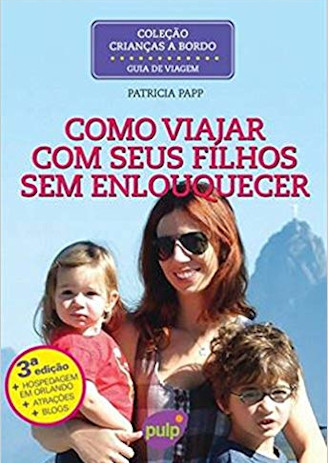 COLEÇÃO
CRIANÇAS A BORDO
GUIA DE VIAGEM
PATRICIA PAPP
COMO VIAJAR
COM SEUS FILHOS
SEM ENLOUQUECER
3ª edição
+ HOSPEDAGEM
EM ORLANDO
+ ATRAÇÕES
+ BLOGS
pulp